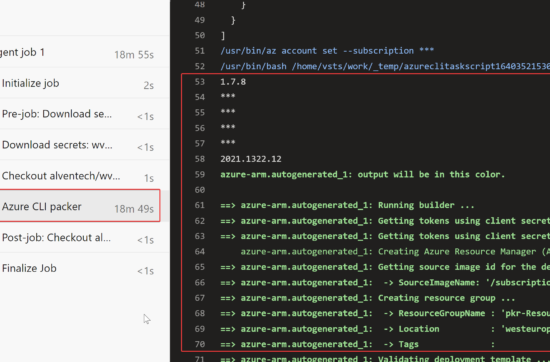 gent job 1 18m 55s
Initialize job 2s
Pre-job: Download se... <1s
Download secrets: wv... <1s
Checkout alventech/wv... 1s
Azure CLI packer 18m 49s
Post-job: Checkout al... <1s
Finalize Job <1s
48 }
49 }
50 ]
51 /usr/bin/az account set --subscription ***
52 /usr/bin/bash /home/vsts/work/_temp/azureclitaskscript16403521530
53 1.7.8
54 ***
55 ***
56 ***
57 ***
58 2021.1322.12
59 azure-arm.autogenerated_1: output will be in this color.
60
61 ==> azure-arm.autogenerated_1: Running builder ...
62 ==> azure-arm.autogenerated_1: Getting tokens using client secret
63 ==> azure-arm.autogenerated_1: Getting tokens using client secret
64 azure-arm.autogenerated_1: Creating Azure Resource Manager (A
65 ==> azure-arm.autogenerated_1: Getting source image id for the de
66 ==> azure-arm.autogenerated_1: -> SourceImageName: '/subscriptio
67 ==> azure-arm.autogenerated_1: Creating resource group ...
68 ==> azure-arm.autogenerated_1: -> ResourceGroupName : 'pkr-Resou
69 ==> azure-arm.autogenerated_1: -> Location : 'westeurop
70 ==> azure-arm.autogenerated_1: -> Tags :
71 ==> azure-arm.autogenerated_1: Validating deployment template ...